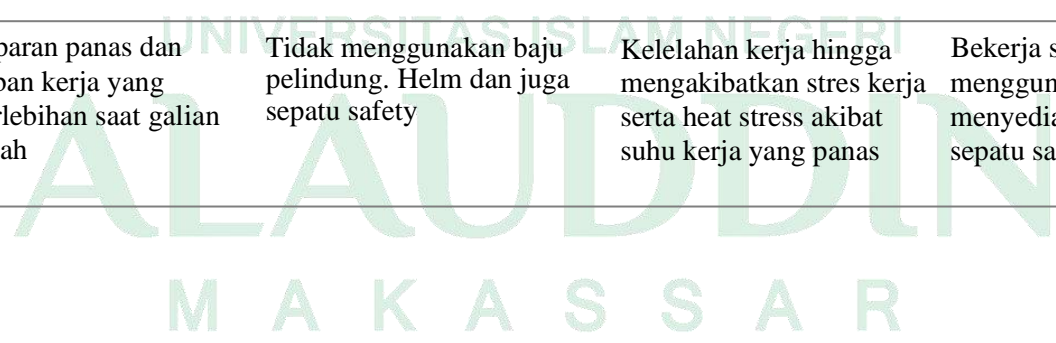 UNIVERSITAS ISLAM NEGERI
paran panas dan
ban kerja yang
rlebihan saat galian
ah
Tidak menggunakan baju
pelindung. Helm dan juga
sepatu safety
Kelelahan kerja hingga
mengakibatkan stres kerja
serta heat stress akibat
suhu kerja yang panas
Bekerja s
menggun
menyedia
sepatu sa
ALAUDDIN
MAKASSAR